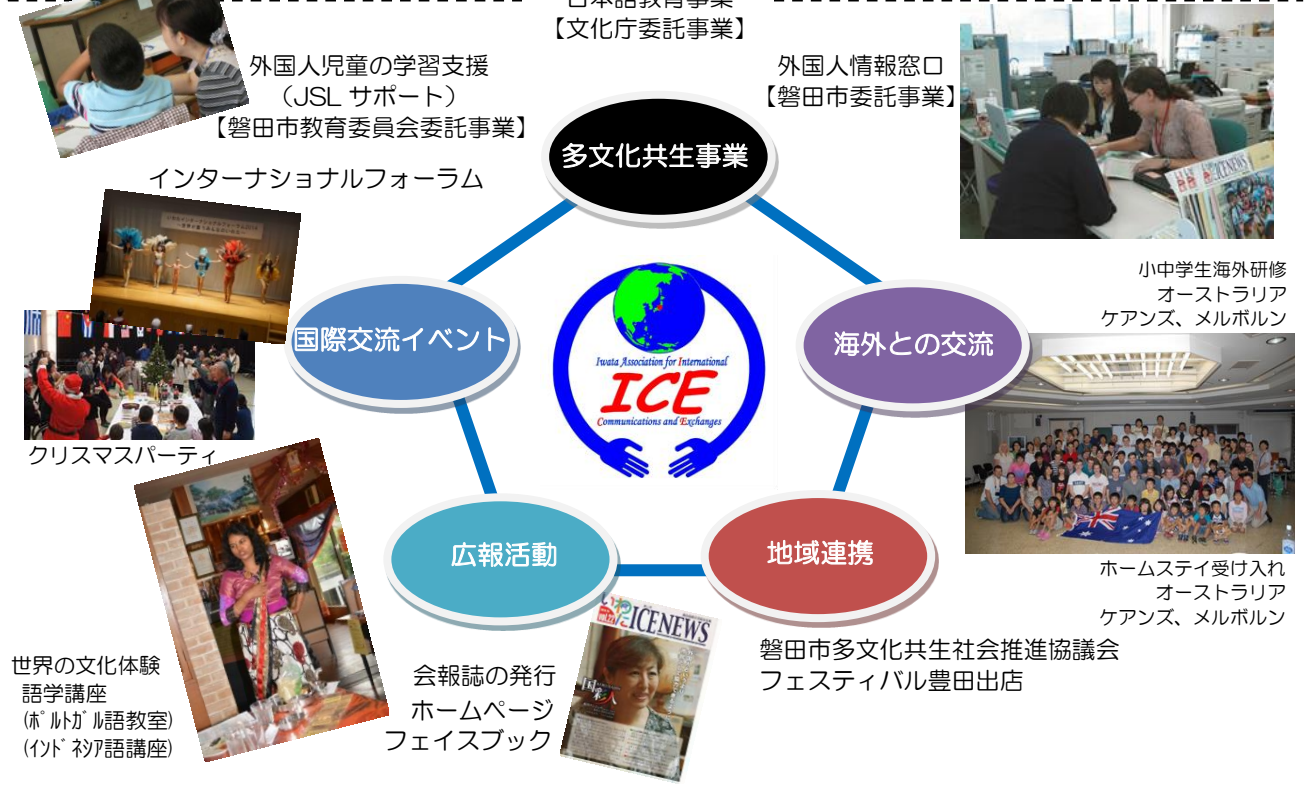 日本語教育事業
【文化庁委託事業】
外国人児童の学習支援
（JSL サポート）
【磐田市教育委員会委託事業】
外国人情報窓口
【磐田市委託事業】
多文化共生事業
ICENEWS
インターナショナルフォーラム
小中学生海外研修
オーストラリア
ケアンズ、メルボルン
国際交流イベント
Iwata Association for International
ICE
Communications and Exchanges
海外との交流
クリスマスパーティ
広報活動
地域連携
ホームステイ受け入れ
オーストラリア
ケアンズ、メルボルン
いわた
ICENEWS
磐田市多文化共生社会推進協議会
フェスティバル豊田出店
世界の文化体験
語学講座
(ﾎﾟﾙﾄｶﾞﾙ語教室)
(ｲﾝﾄﾞﾈｼｱ語講座)
会報誌の発行
ホームページ
フェイスブック